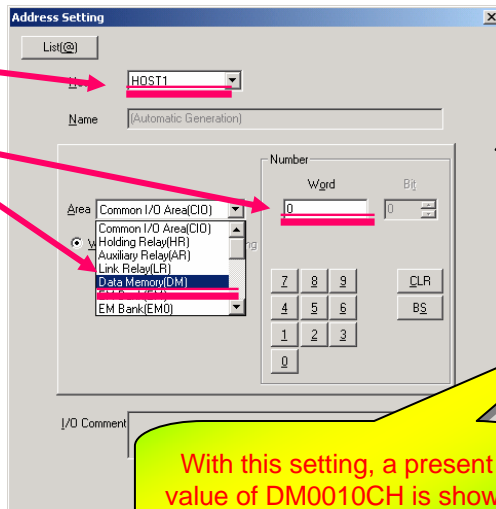 Address Setting
List(@)
HOST1
Name (Automatic Generation)
Number
Word Bit
Area Common I/O Area(CIO) 0 0
Common I/O Area(CIO)
Holding Relay(HR)
Auxiliary Relay(AR)
Link Relay(LR)
Data Memory(DM)
EM Bank(EM0)
7 8 9 CLR
4 5 6 BS
1 2 3
0
I/O Comment
With this setting, a present
value of DM0010CH is show